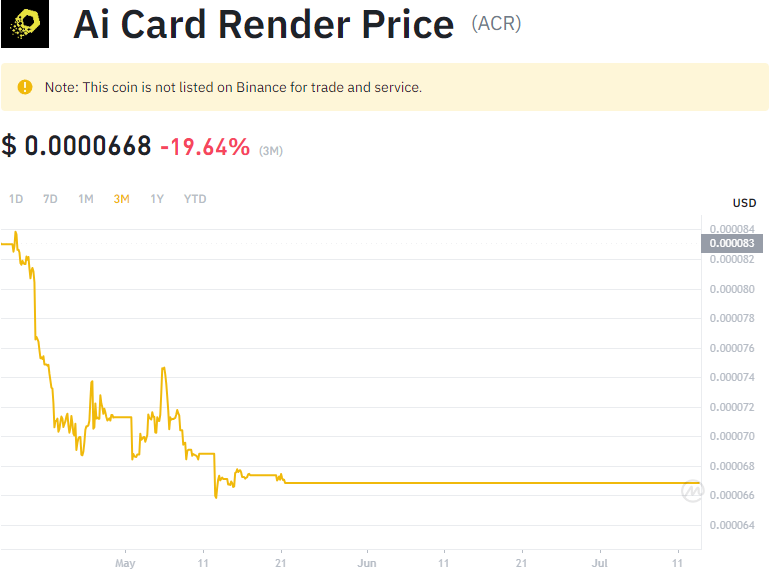 Ai Card Render Price (ACR)
Note: This coin is not listed on Binance for trade and service.
$ 0.0000668 -19.64% (3M)
1D 7D 1M 3M 1Y YTD
USD
0.000084
0.000083
0.000082
0.000080
0.000078
0.000076
0.000074
0.000072
0.000070
0.000068
0.000066
0.000064
May 11 21 Jun 11 21 Jul 11